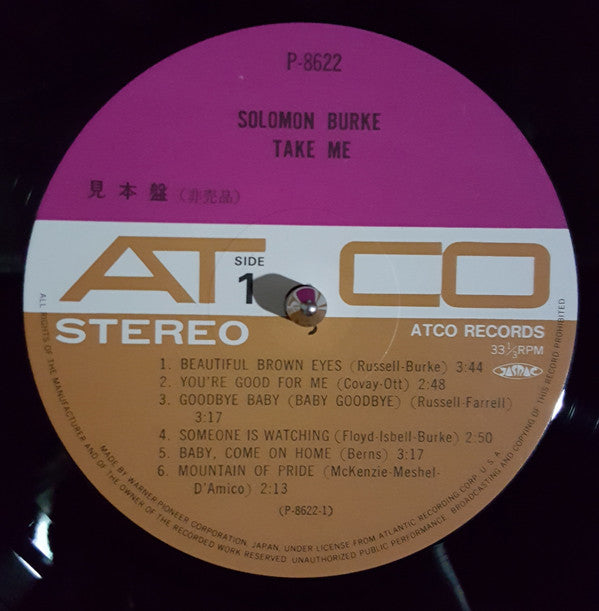 P-8622
SOLOMON BURKE
TAKE ME
見本盤(非売品)
ATCO
SIDE
1
STEREO
ATCO RECORDS
33 1/3 RPM
JASRAC
1. BEAUTIFUL BROWN EYES (Russell-Burke) 3:44
2. YOU'RE GOOD FOR ME (Covay-Ott) 2:48
3. GOODBYE BABY (BABY GOODBYE) (Russell-Farrell)
3:17
4. SOMEONE IS WATCHING (Floyd-Isbell-Burke) 2:50
5. BABY, COME ON HOME (Berns) 3:17
6. MOUNTAIN OF PRIDE (McKenzie-Meshel-
D'Amico) 2:13
(P-8622-1)
ALL RIGHTS OF THE MANUFACTURER AND OF THE OWNER OF THE RECORDED WORK RESERVED. UNAUTHORIZED PUBLIC PERFORMANCE, BROADCASTING AND COPYING OF THIS RECORD PROHIBITED
MADE BY WARNER-PIONEER CORPORATION, JAPAN, UNDER LICENSE FROM ATLANTIC RECORDING CORP. U.S.A.